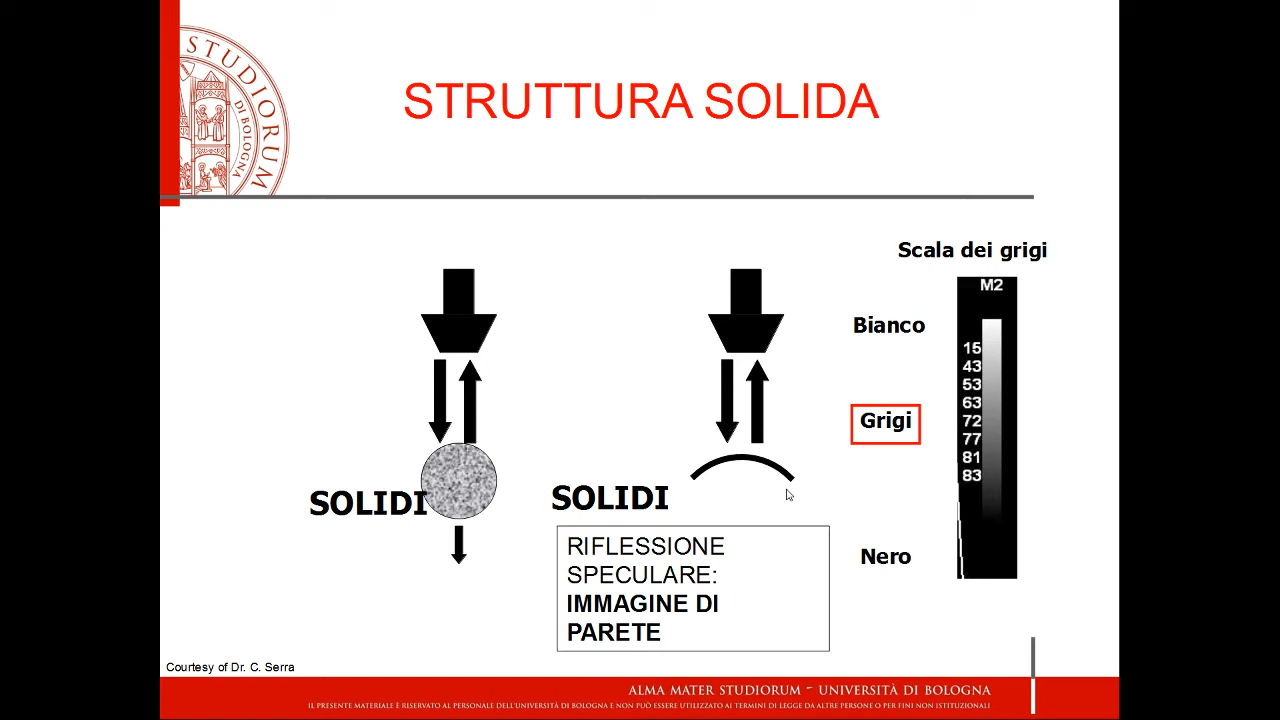 STUDIORUM
DI BOLOGNA
STRUTTURA SOLIDA
Scala dei grigi
M2
Bianco
15
43
53
63
Grigi
72
77
81
83
SOLIDI
SOLIDI
RIFLESSIONE
SPECULARE:
IMMAGINE DI
PARETE
Nero
Courtesy of Dr. C. Serra
ALMA MATER STUDIORUM ~ UNIVERSITÀ DI BOLOGNA
IL PRESENTE MATERIALE È RISERVATO AL PERSONALE DELL'UNIVERSITÀ DI BOLOGNA E NON PUÒ ESSERE UTILIZZATO AI TERMINI DI LEGGE DA ALTRE PERSONE O PER FINI NON ISTITUZIONALI